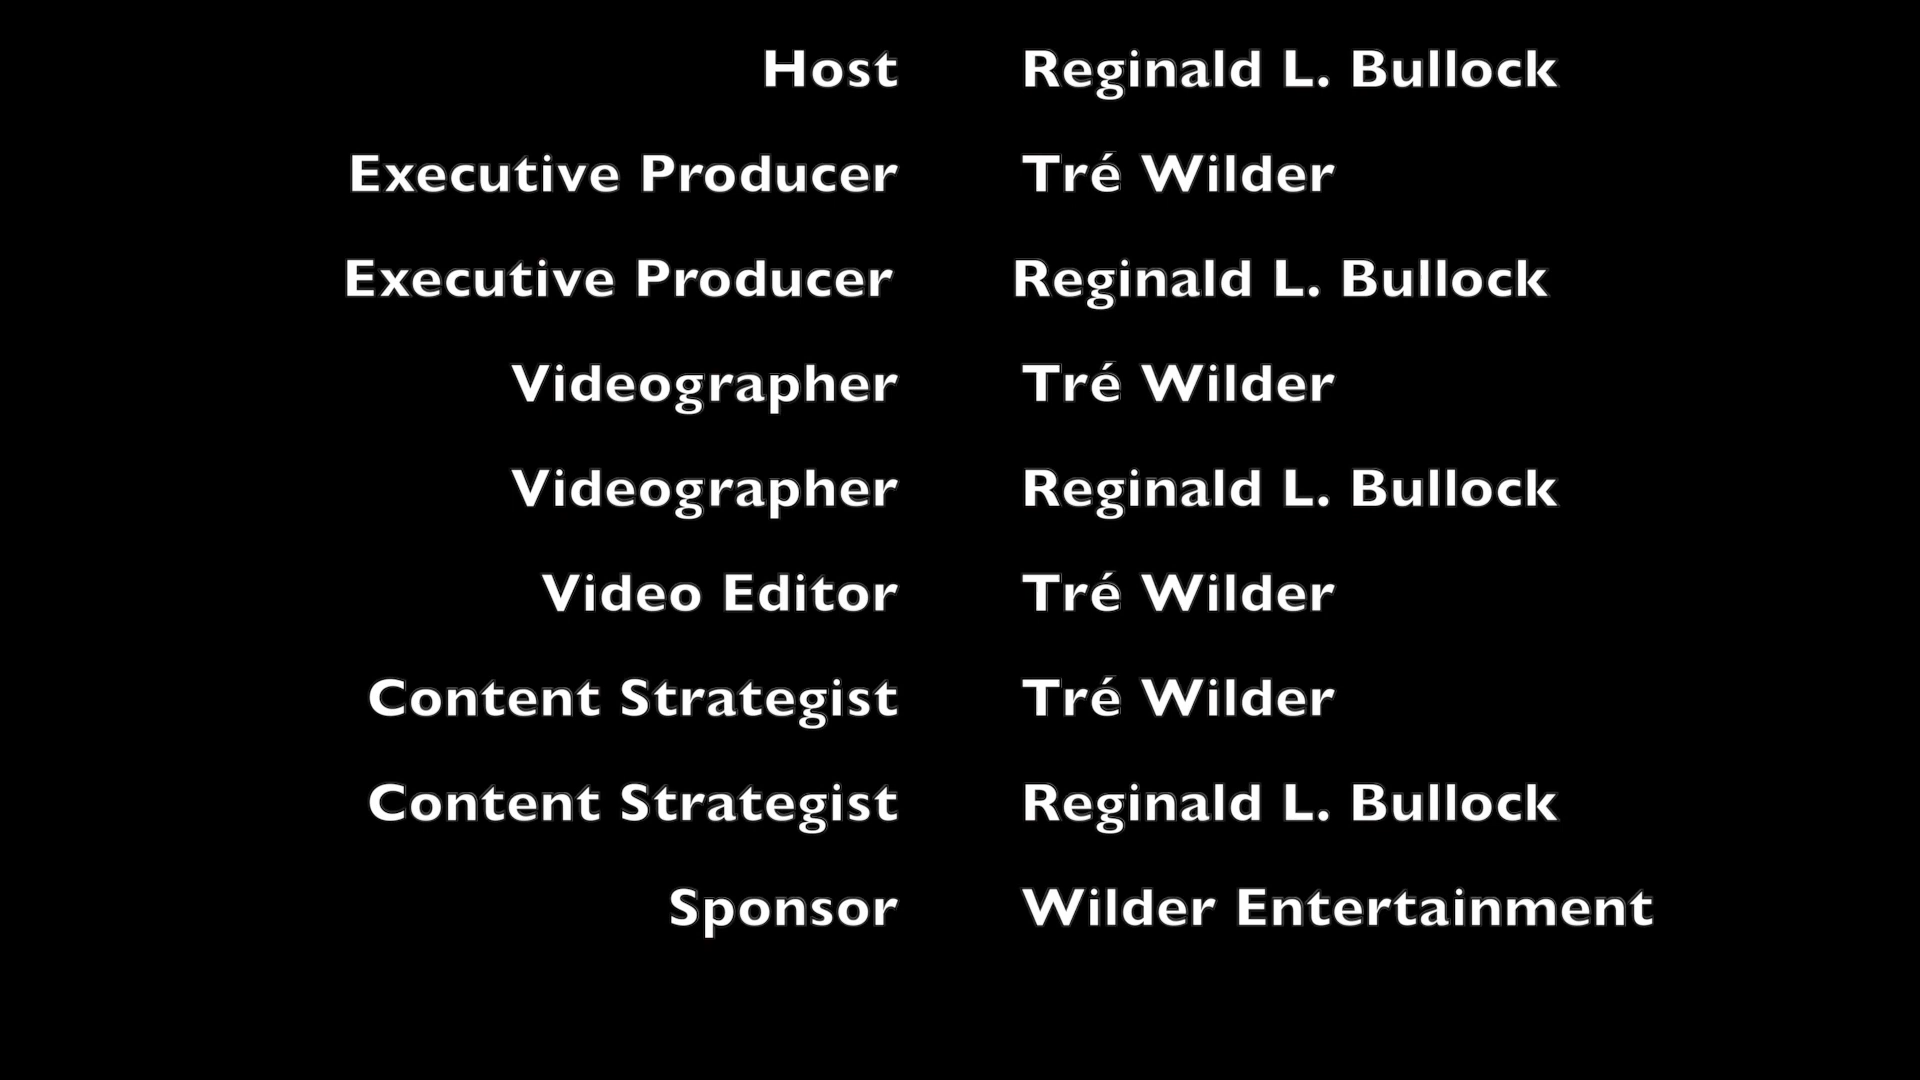 Host Reginald L. Bullock
Executive Producer Tré Wilder
Executive Producer Reginald L. Bullock
Videographer Tré Wilder
Videographer Reginald L. Bullock
Video Editor Tré Wilder
Content Strategist Tré Wilder
Content Strategist Reginald L. Bullock
Sponsor Wilder Entertainment